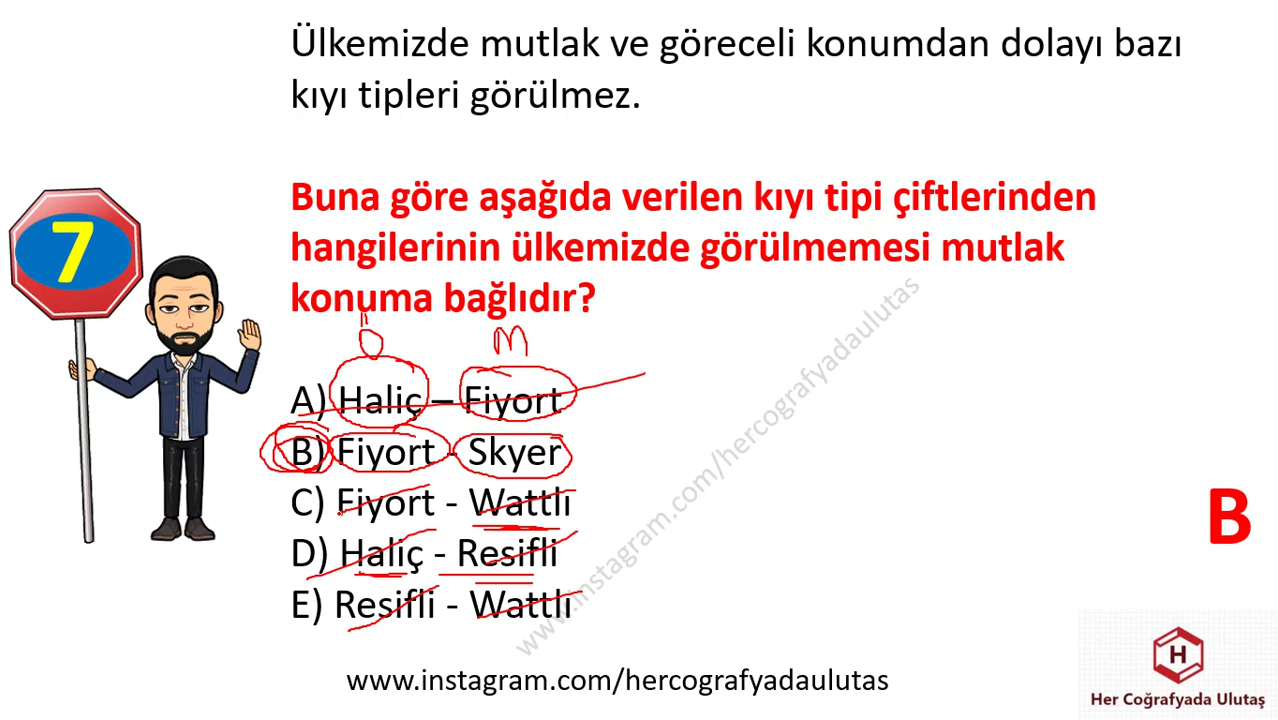 Ülkemizde mutlak ve göreceli konumdan dolayı bazı
kıyı tipleri görülmez.
Buna göre aşağıda verilen kıyı tipi çiftlerinden
hangilerinin ülkemizde görülmemesi mutlak
konuma bağlıdır?
7
Ö
m
A) Haliç – Fiyort
B) Fiyort - Skyer
C) Fiyort - Wattlı
D) Haliç - Resifli
E) Resifli - Wattlı
B
www.instagram.com/hercografyadaulutas
www.instagram.com/hercografyadaulutas
H
Her Coğrafyada Ulutaş